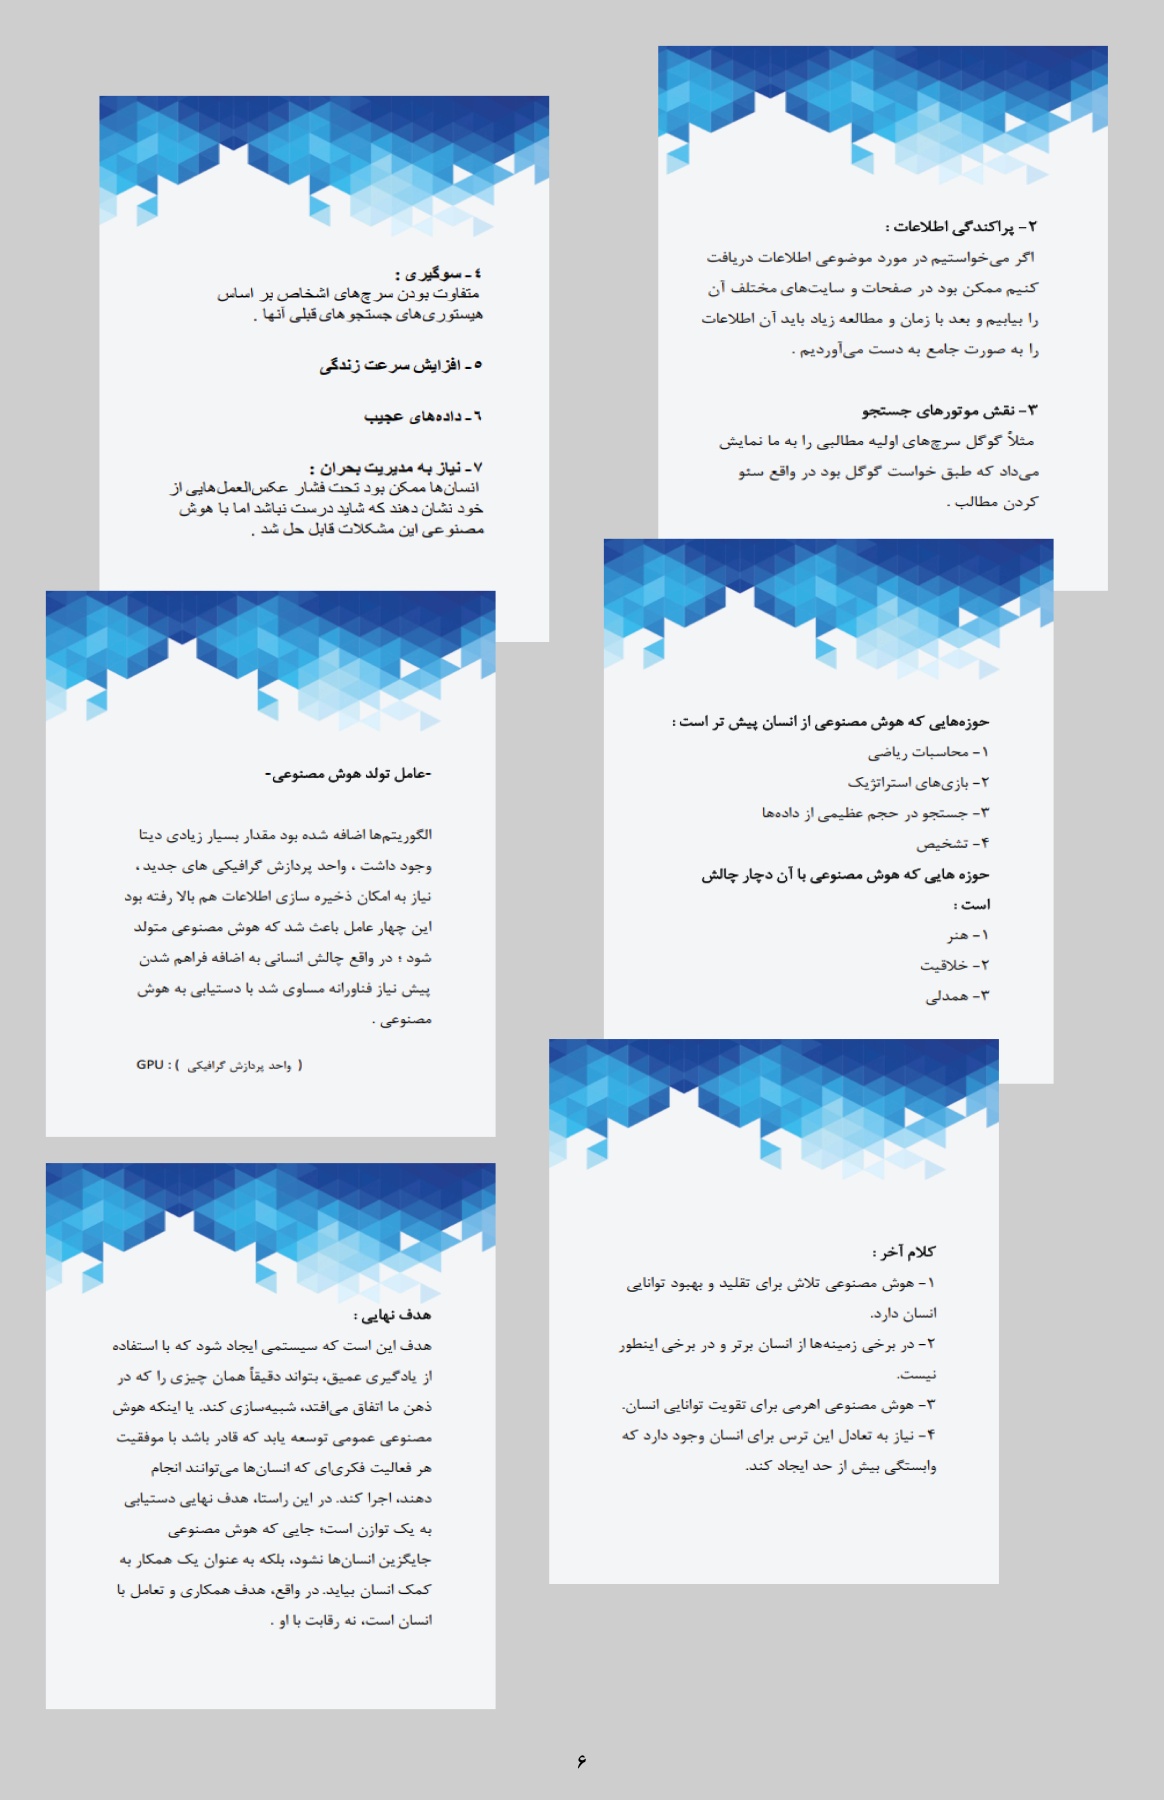 ۲- پراکندگی اطلاعات :
اگر می‌خواستیم در مورد موضوعی اطلاعات دریافت
کنیم ممکن بود در صفحات و سایت‌های مختلف آن
را بیابیم و بعد با زمان و مطالعه زیاد باید آن اطلاعات
را به صورت جامع به دست می‌آوردیم .
۳- نقش موتورهای جستجو
مثلاً گوگل سرچ‌های اولیه مطالبی را به ما نمایش
می‌داد که طبق خواست گوگل بود در واقع سئو
کردن مطالب .
۴- سوگیری :
متفاوت بودن سرچ‌های اشخاص بر اساس
هیستوری‌های جستجوهای قبلی آنها .
۵- افزایش سرعت زندگی
۶- داده‌های عجیب
۷- نیاز به مدیریت بحران :
انسان‌ها ممکن بود تحت فشار عکس‌العمل‌هایی از
خود نشان دهند که شاید درست نباشد اما با هوش
مصنوعی این مشکلات قابل حل شد .
-عامل تولد هوش مصنوعی-
الگوریتم‌ها اضافه شده بود مقدار بسیار زیادی دیتا
وجود داشت ، واحد پردازش گرافیکی های جدید ،
نیاز به امکان ذخیره سازی اطلاعات هم بالا رفته بود
این چهار عامل باعث شد که هوش مصنوعی متولد
شود ؛ در واقع چالش انسانی به اضافه فراهم شدن
پیش نیاز فناورانه مساوی شد با دستیابی به هوش
مصنوعی .
GPU : ( واحد پردازش گرافیکی )
حوزه‌هایی که هوش مصنوعی از انسان پیش تر است :
۱- محاسبات ریاضی
۲- بازی‌های استراتژیک
۳- جستجو در حجم عظیمی از داده‌ها
۴- تشخیص
حوزه هایی که هوش مصنوعی با آن دچار چالش
است :
۱- هنر
۲- خلاقیت
۳- همدلی
کلام آخر :
۱- هوش مصنوعی تلاش برای تقلید و بهبود توانایی
انسان دارد.
۲- در برخی زمینه‌ها از انسان برتر و در برخی اینطور
نیست.
۳- هوش مصنوعی اهرمی برای تقویت توانایی انسان.
۴- نیاز به تعادل این ترس برای انسان وجود دارد که
وابستگی بیش از حد ایجاد کند.
هدف نهایی :
هدف این است که سیستمی ایجاد شود که با استفاده
از یادگیری عمیق، بتواند دقیقاً همان چیزی را که در
ذهن ما اتفاق می‌افتد، شبیه‌سازی کند. یا اینکه هوش
مصنوعی عمومی توسعه یابد که قادر باشد با موفقیت
هر فعالیت فکری‌ای که انسان‌ها می‌توانند انجام
دهند، اجرا کند. در این راستا، هدف نهایی دستیابی
به یک توازن است؛ جایی که هوش مصنوعی
جایگزین انسان‌ها نشود، بلکه به عنوان یک همکار به
کمک انسان بیاید. در واقع، هدف همکاری و تعامل با
انسان است، نه رقابت با او .
۶